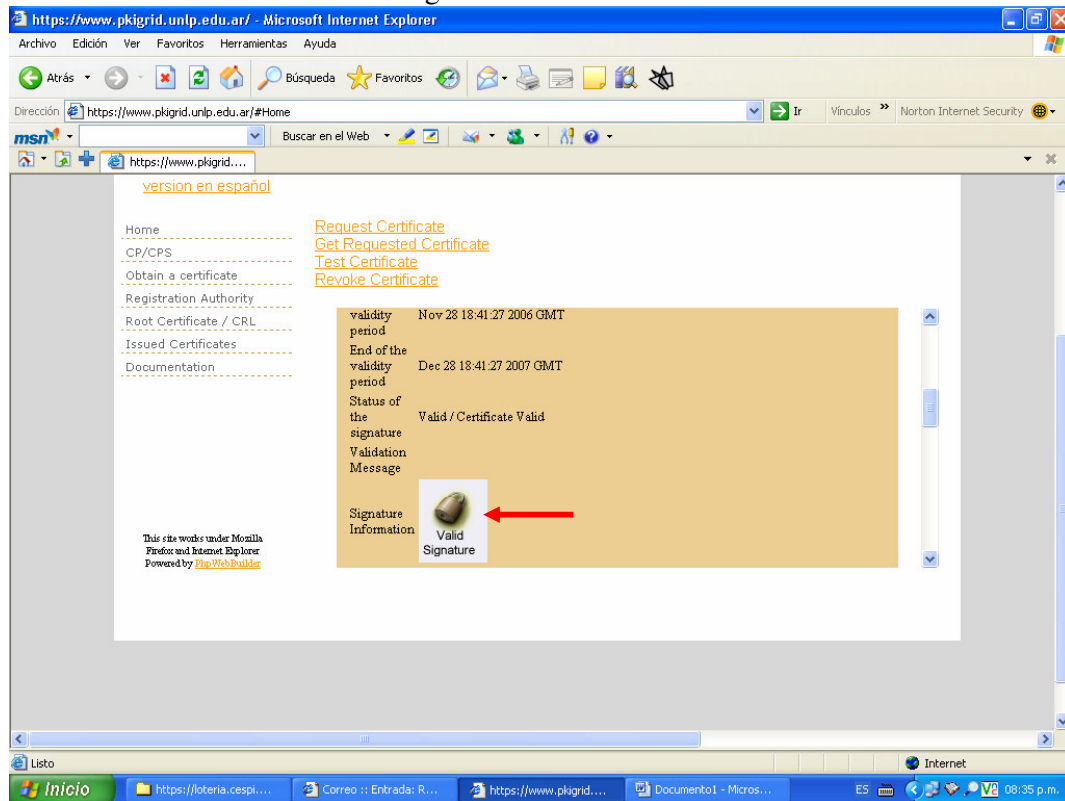 https://www.pkigrid.unlp.edu.ar/ - Microsoft Internet Explorer
Archivo Edición Ver Favoritos Herramientas Ayuda
Atrás Búsqueda Favoritos
Dirección https://www.pkigrid.unlp.edu.ar/#Home Ir Vínculos » Norton Internet Security
msn Buscar en el Web
https://www.pkigrid....
version en español
Home
CP/CPS
Obtain a certificate
Registration Authority
Root Certificate / CRL
Issued Certificates
Documentation
Request Certificate
Get Requested Certificate
Test Certificate
Revoke Certificate
validity period Nov 28 18:41:27 2006 GMT
End of the validity period Dec 28 18:41:27 2007 GMT
Status of the signature Valid / Certificate Valid
Validation Message
Signature Information
Valid
Signature
This site works under Mozilla
Firefox and Internet Explorer
Powered by PhpWebBuilder
Listo Internet
Inicio https://loteria.cespi.... Correo :: Entrada: R... https://www.pkigrid.... Documento1 - Micros... ES 08:35 p.m.